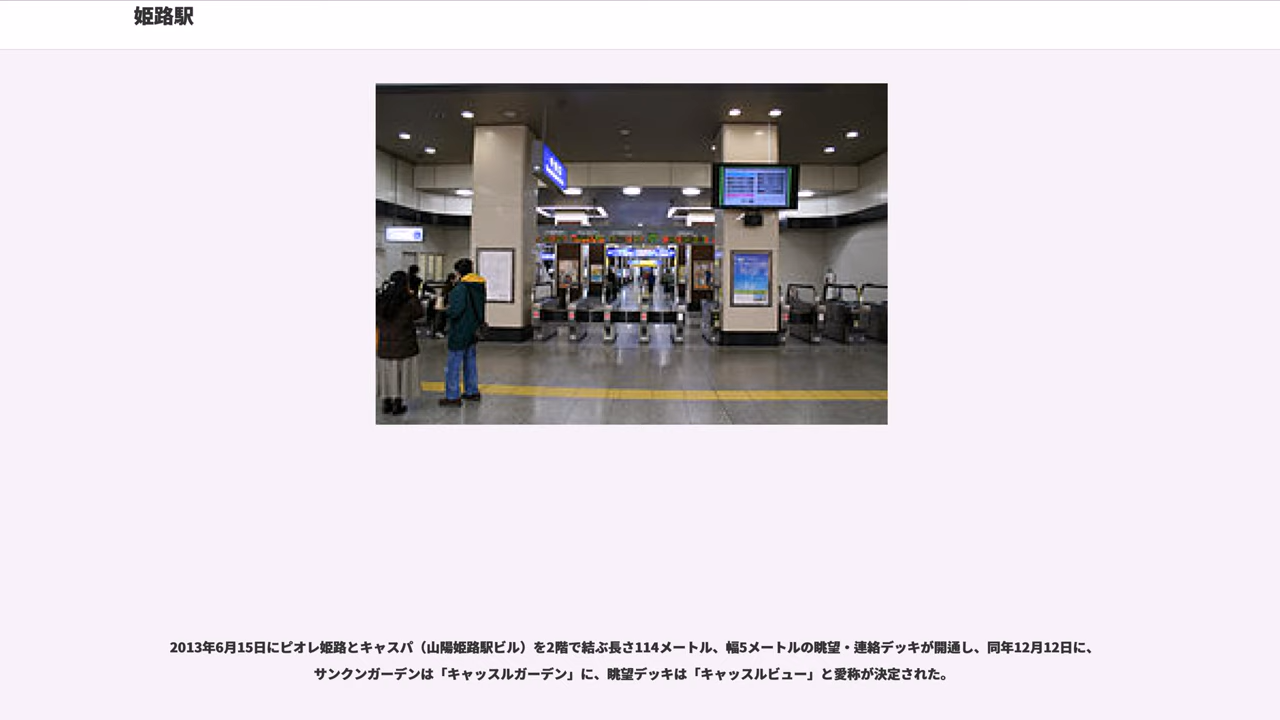 姫路駅
2013年6月15日にピオレ姫路とキャスパ（山陽姫路駅ビル）を2階で結ぶ長さ114メートル、幅5メートルの眺望・連絡デッキが開通し、同年12月12日に、
サンクンガーデンは「キャッスルガーデン」に、眺望デッキは「キャッスルビュー」と愛称が決定された。